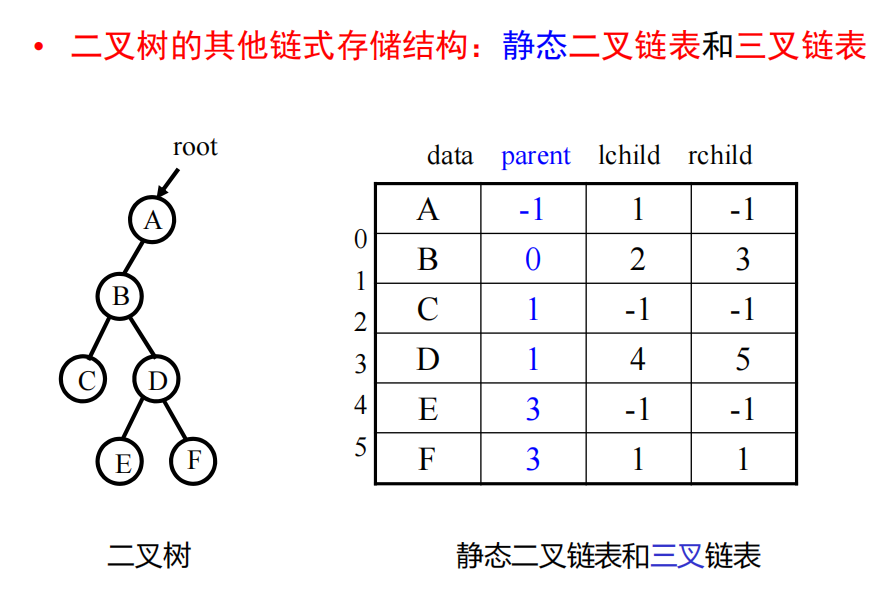 • 二叉树的其他链式存储结构：静态二叉链表和三叉链表
root
A
B
C D
E F
data parent lchild rchild
0 A -1 1 -1
1 B 0 2 3
2 C 1 -1 -1
3 D 1 4 5
4 E 3 -1 -1
5 F 3 1 1
二叉树
静态二叉链表和三叉链表